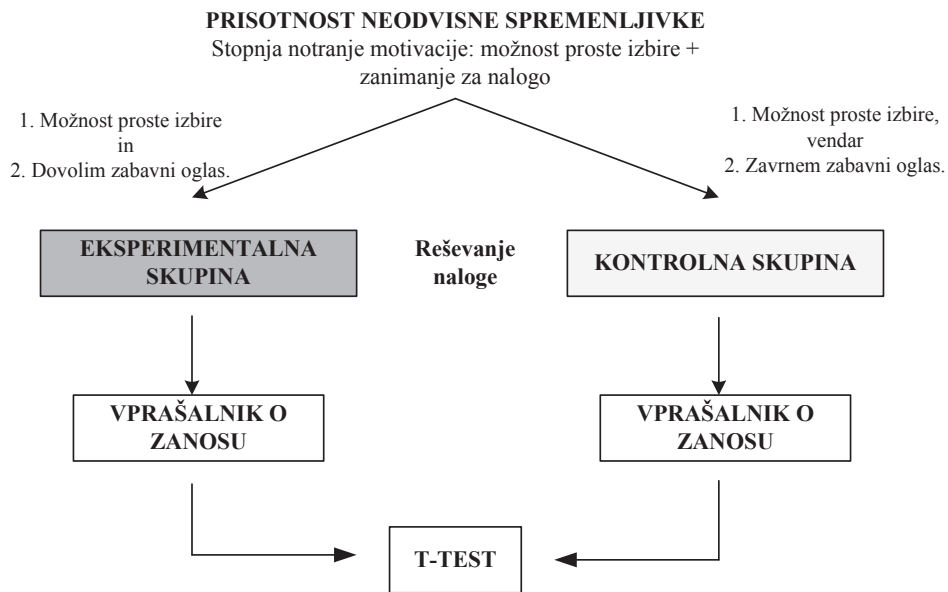 PRISOTNOST NEODVISNE SPREMENLJIVKE
Stopnja notranje motivacije: možnost proste izbire +
zanimanje za nalogo
1. Možnost proste izbire
in
2. Dovolim zabavni oglas.
1. Možnost proste izbire,
vendar
2. Zavrnem zabavni oglas.
EKSPERIMENTALNA
SKUPINA
Reševanje
naloge
KONTROLNA SKUPINA
VPRAŠALNIK O
ZANOSU
VPRAŠALNIK O
ZANOSU
T-TEST